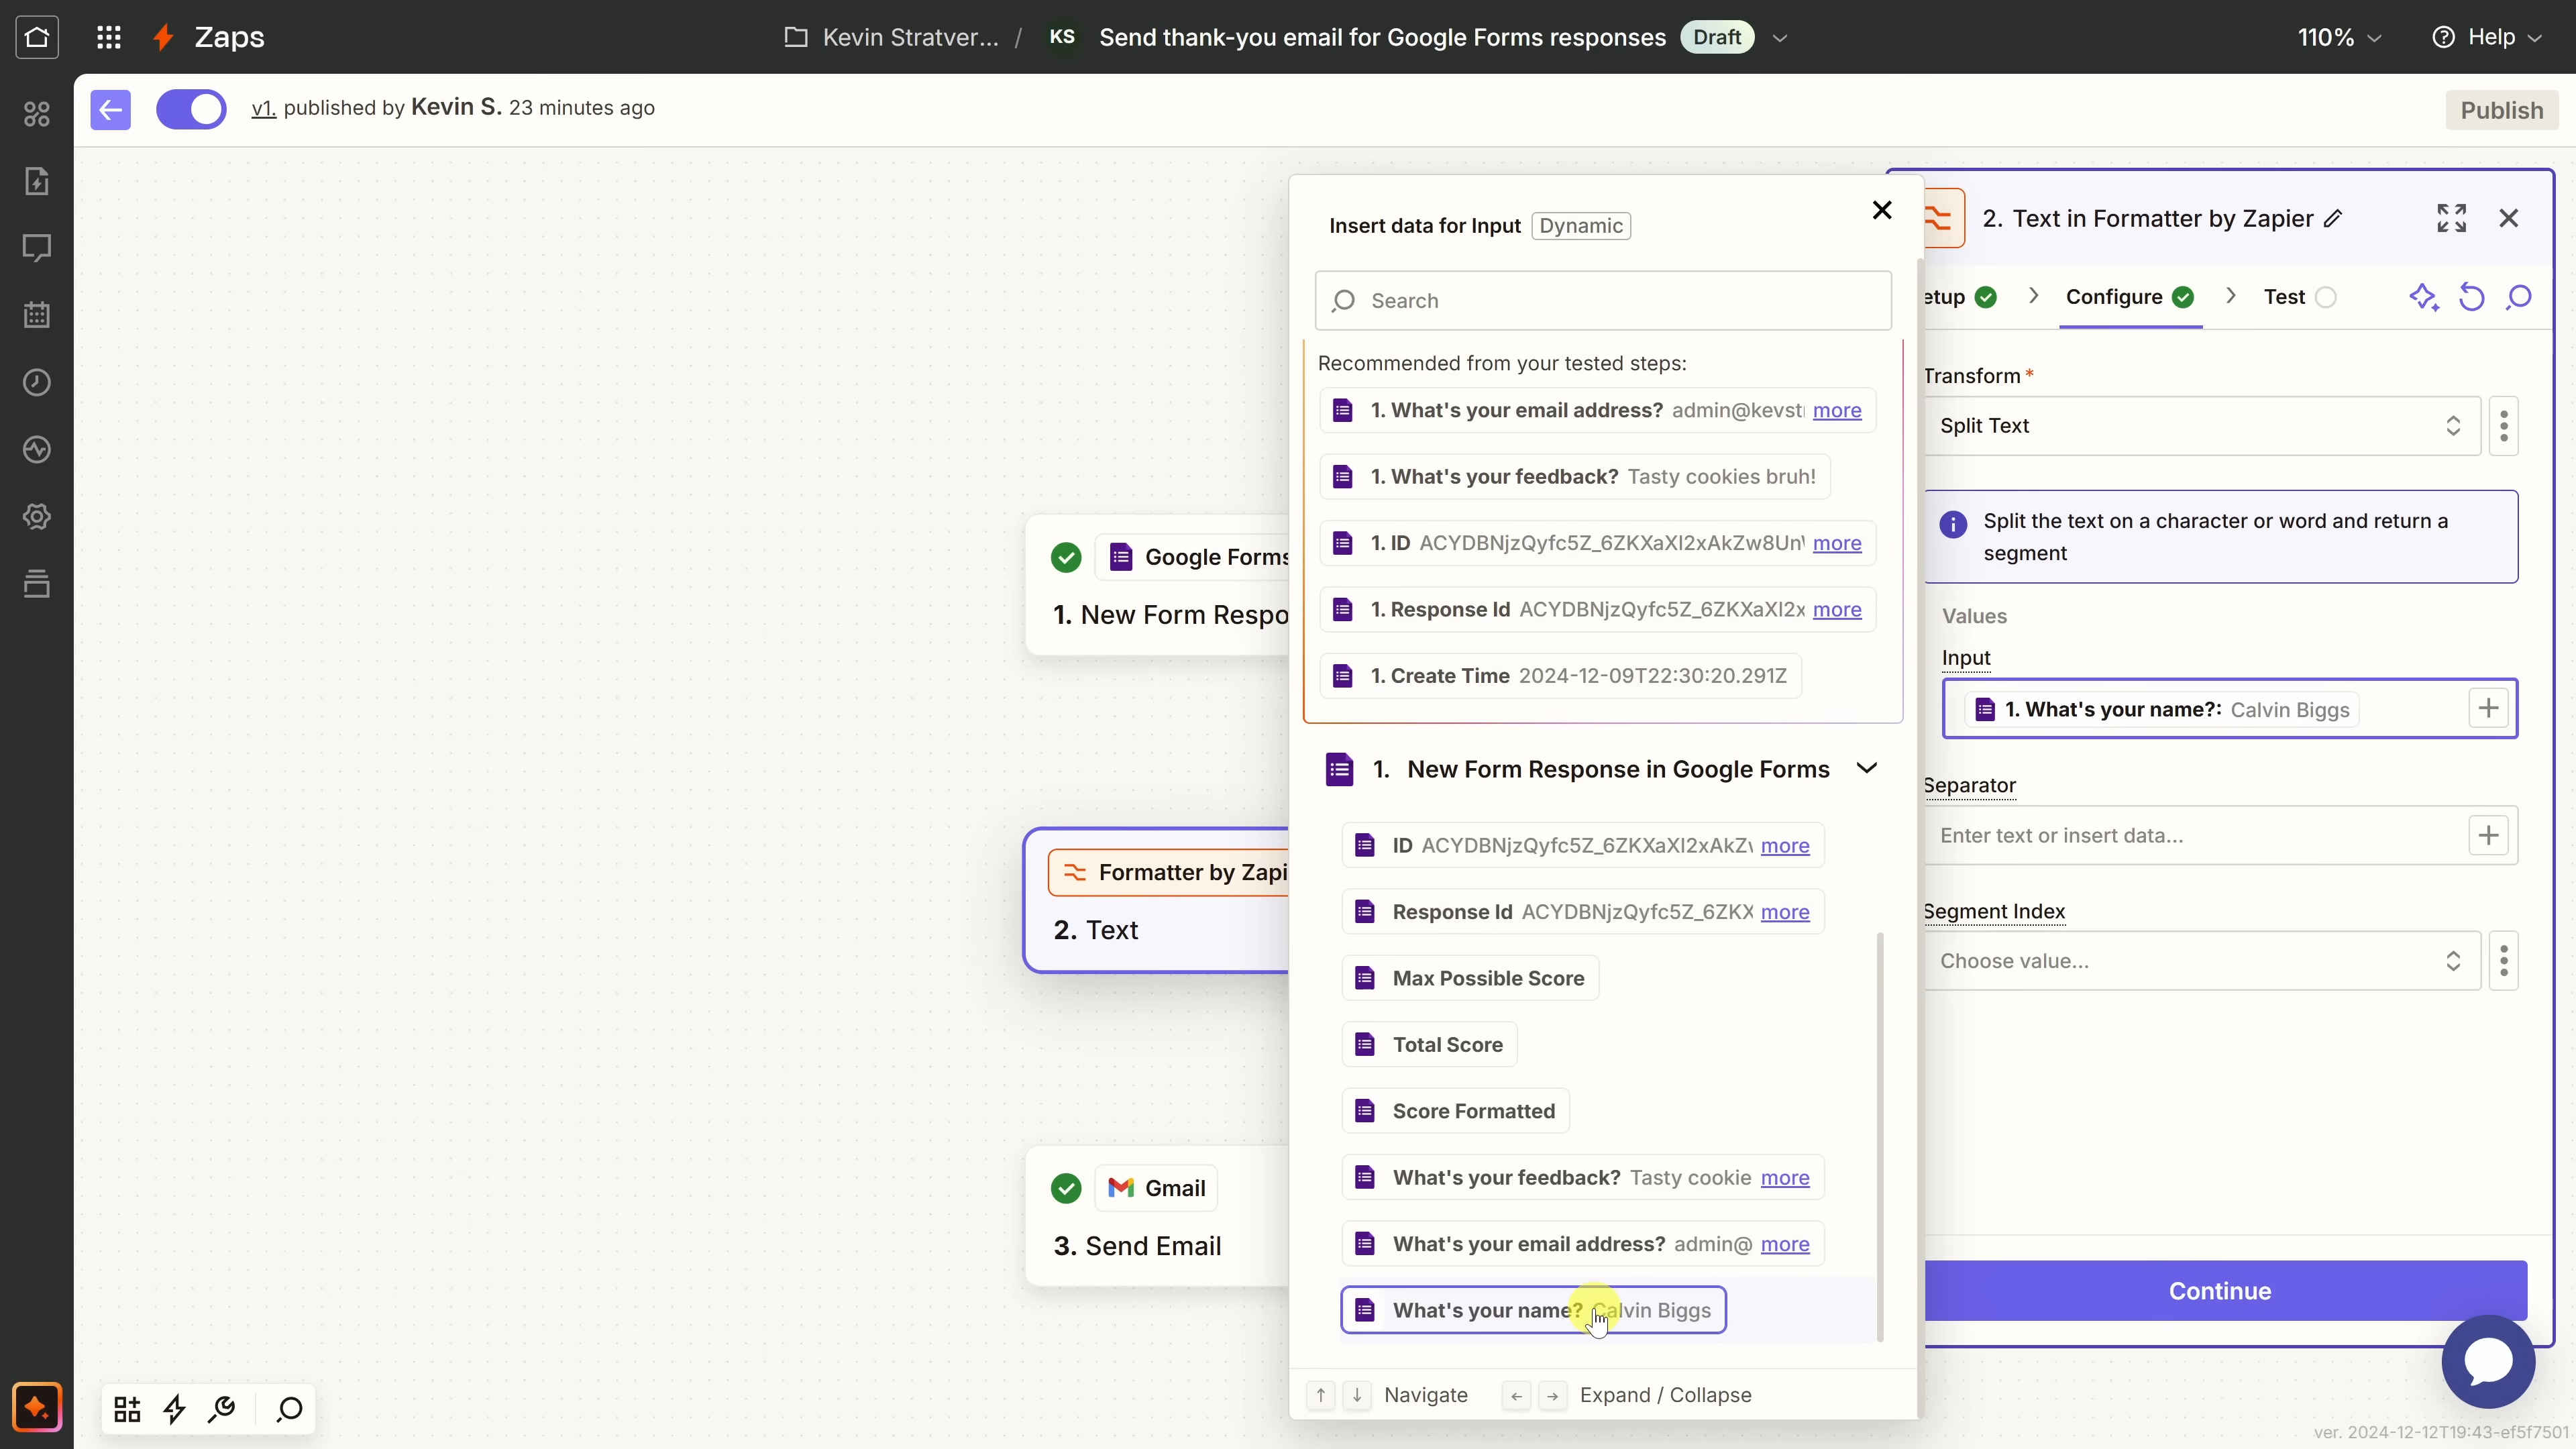 Zaps
Kevin Stratver... / KS Send thank-you email for Google Forms responses Draft
110%
Help
v1. published by Kevin S. 23 minutes ago
Publish
Google Forms
1. New Form Respo
Formatter by Zapi
2. Text
Gmail
3. Send Email
Insert data for Input Dynamic
Search
Recommended from your tested steps:
1. What's your email address? admin@kevst more
1. What's your feedback? Tasty cookies bruh!
1. ID ACYDBNjzQyfc5Z_6ZKXaXI2xAkZw8Un more
1. Response Id ACYDBNjzQyfc5Z_6ZKXaXI2x more
1. Create Time 2024-12-09T22:30:20.291Z
1. New Form Response in Google Forms
ID ACYDBNjzQyfc5Z_6ZKXaXI2xAkZ more
Response Id ACYDBNjzQyfc5Z_6ZKX more
Max Possible Score
Total Score
Score Formatted
What's your feedback? Tasty cookie more
What's your email address? admin@ more
What's your name? Calvin Biggs
↑ ↓ Navigate ← → Expand / Collapse
2. Text in Formatter by Zapier
etup > Configure > Test
Transform*
Split Text
Split the text on a character or word and return a
segment
Values
Input
1. What's your name?: Calvin Biggs
Separator
Enter text or insert data...
Segment Index
Choose value...
Continue
ver. 2024-12-12T19:43-ef5f7501